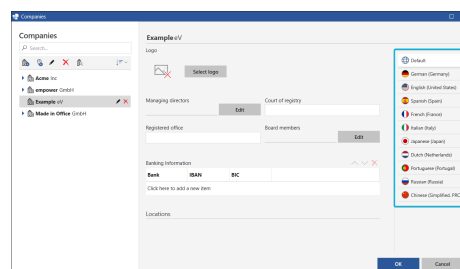 Companies
Companies
Search...
Acme Inc
empower GmbH
Example eV
Made in Office GmbH
Example eV
Logo
Select logo
Managing directors
Edit
Court of registry
Registered office
Board members
Edit
Banking Information
Bank IBAN BIC
Click here to add a new item
Locations
Default
German (Germany)
English (United States)
Spanish (Spain)
French (France)
Italian (Italy)
Japanese (Japan)
Dutch (Netherlands)
Portuguese (Portugal)
Russian (Russia)
Chinese (Simplified, PRC
OK Cancel